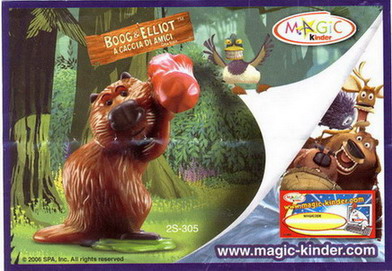 BOOG & ELLIOT™
A CACCIA DI AMICI
MAGIC
kinder
2S-305
www.magic-kinder.com
© 2006 SPA, Inc. All rights reserved
www.magic-kinder.com